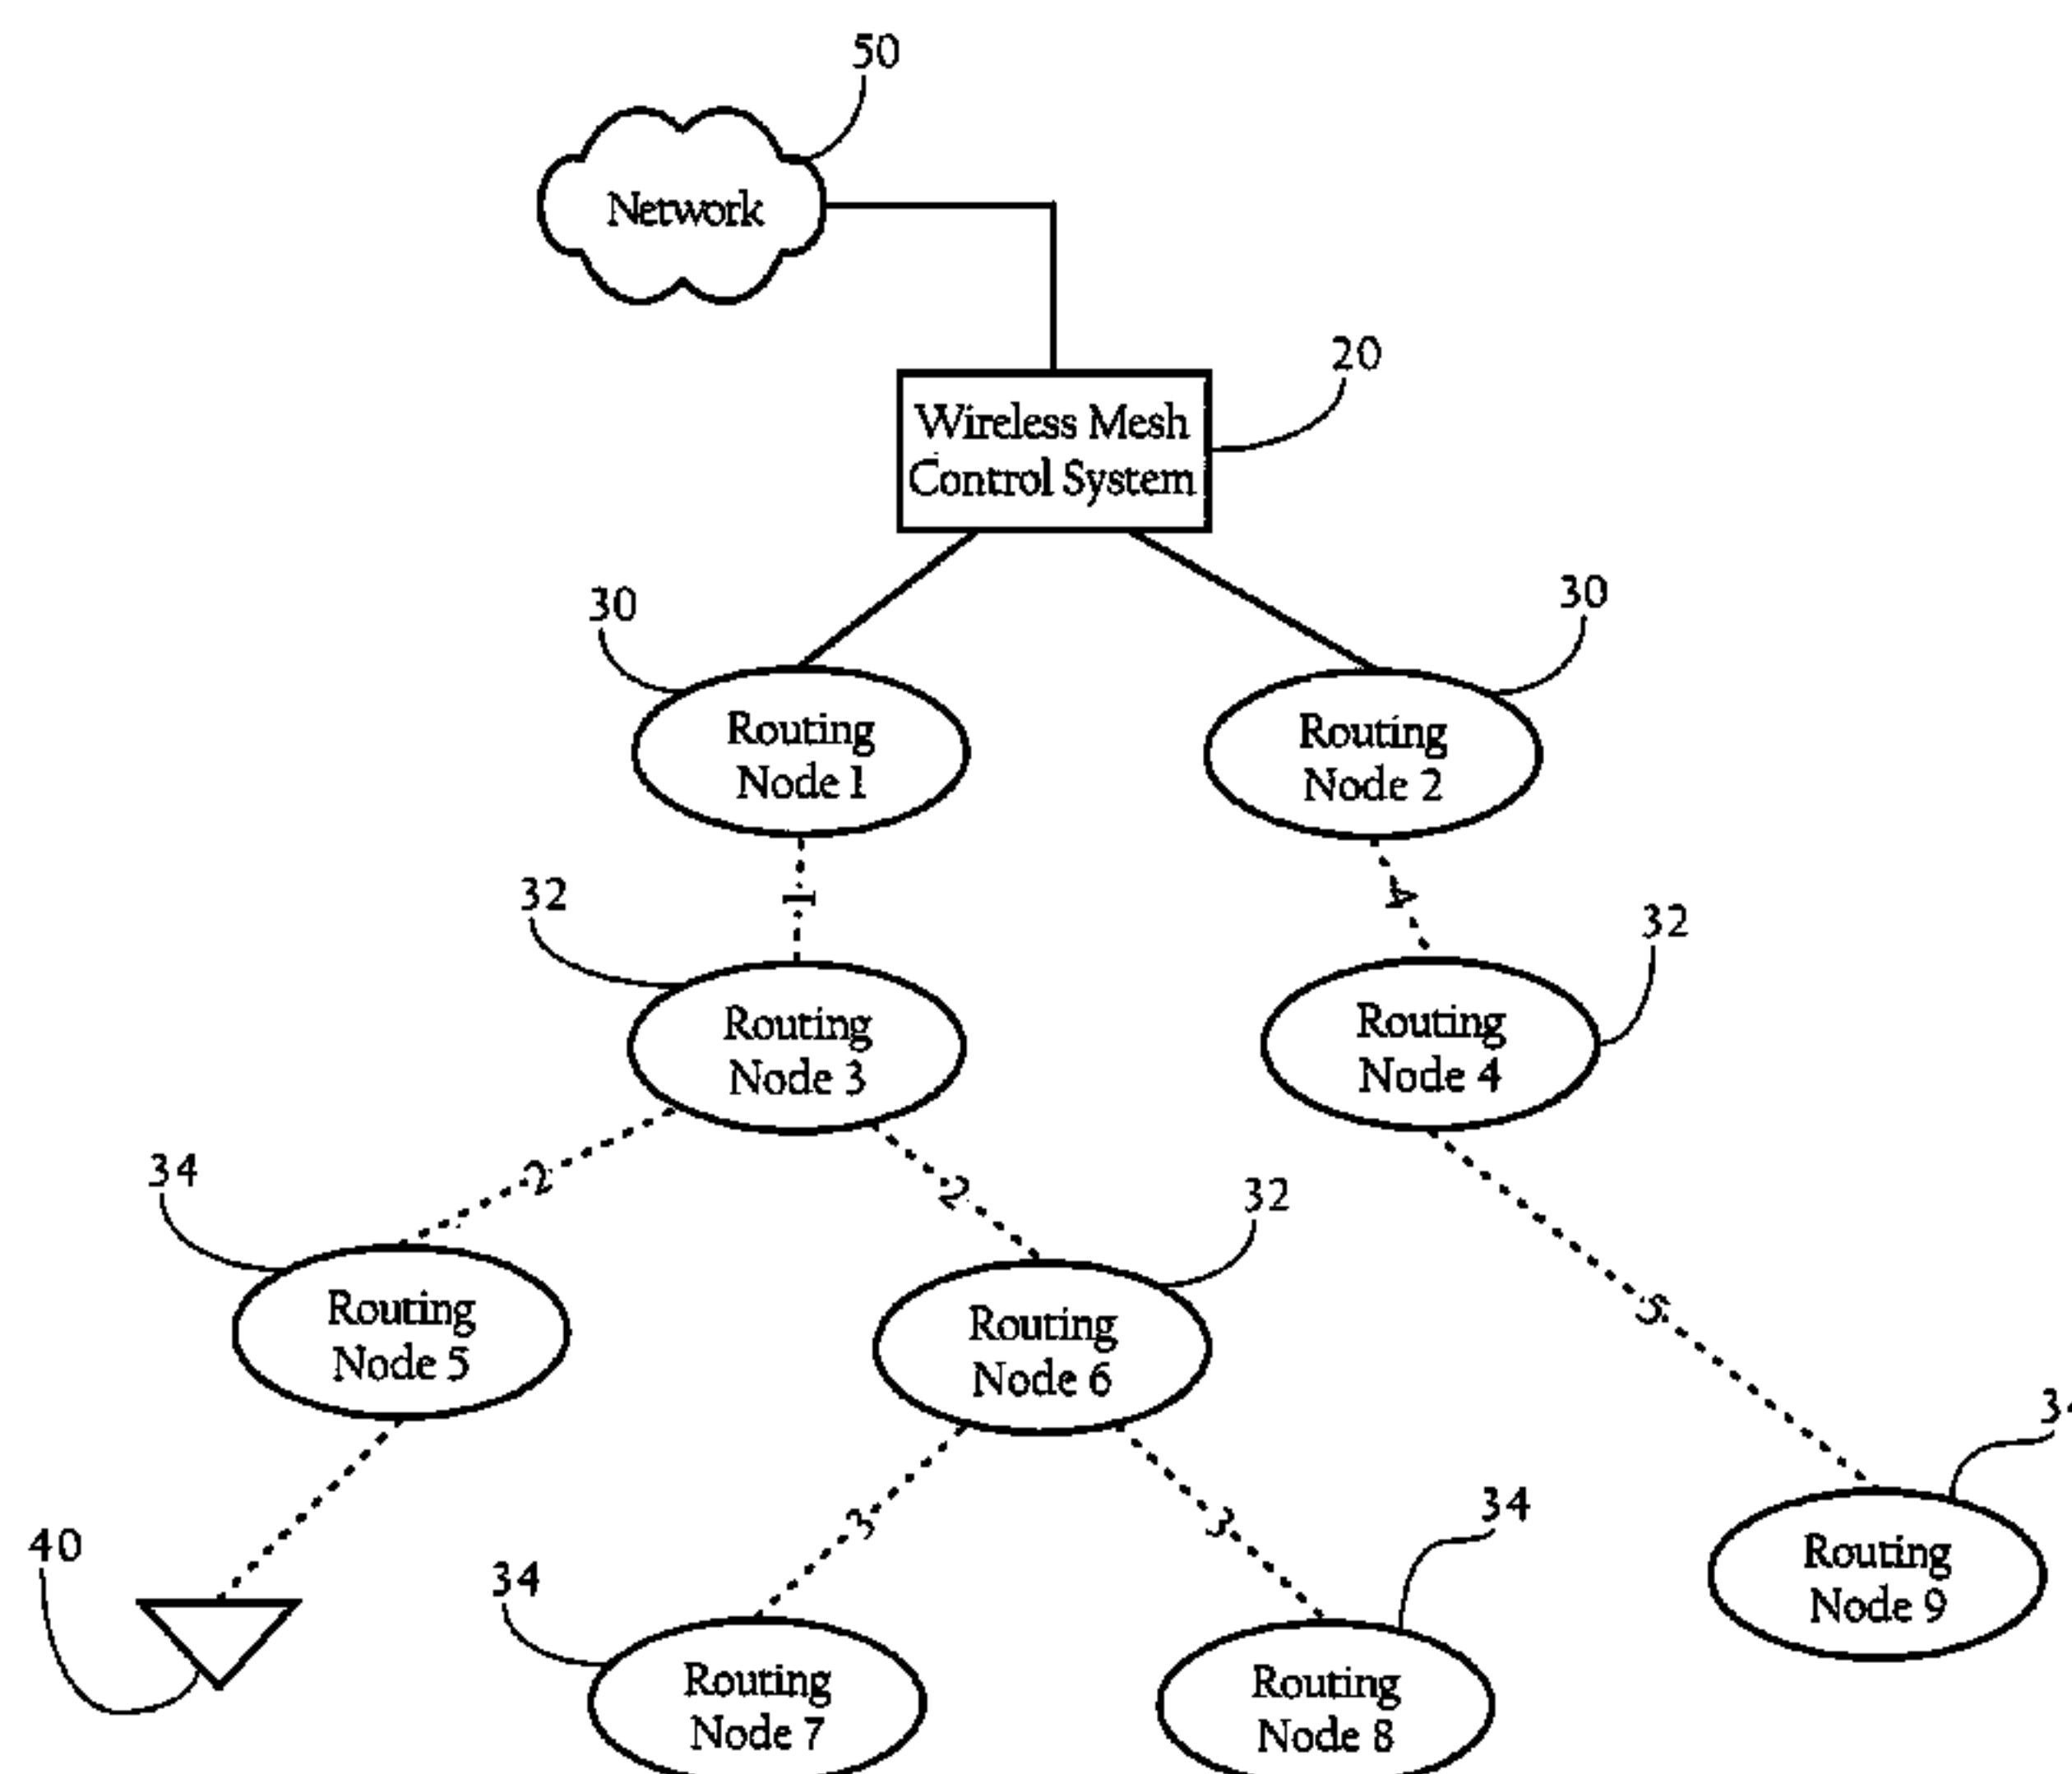 50
Network
20
Wireless Mesh
Control System
30
30
Routing
Node 1
Routing
Node 2
1
4
32
32
Routing
Node 3
Routing
Node 4
34
2
2
32
Routing
Node 5
Routing
Node 6
5
34
40
3
3
34
34
Routing
Node 9
Routing
Node 7
Routing
Node 8